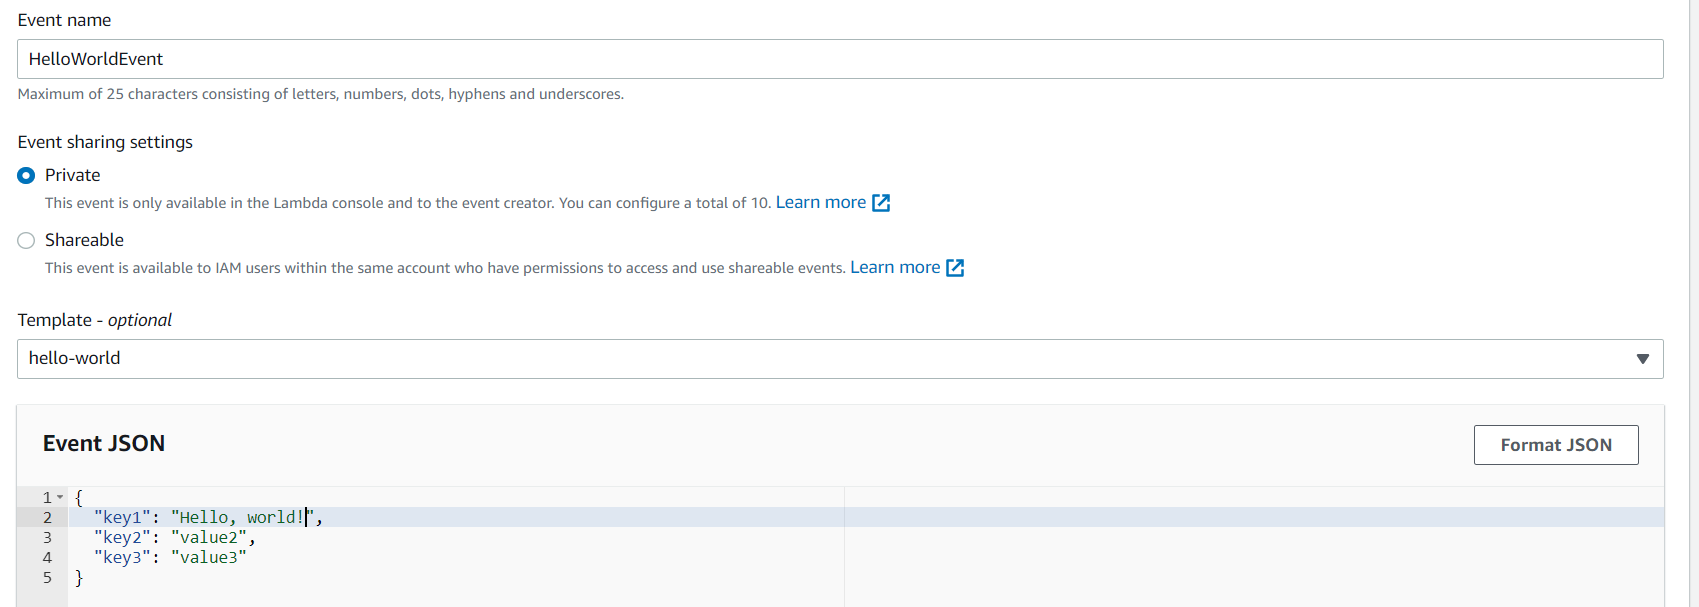 Event name
HelloWorldEvent
Maximum of 25 characters consisting of letters, numbers, dots, hyphens and underscores.
Event sharing settings
Private
This event is only available in the Lambda console and to the event creator. You can configure a total of 10. Learn more
Shareable
This event is available to IAM users within the same account who have permissions to access and use shareable events. Learn more
Template - optional
hello-world
Event JSON
Format JSON
1 {
2 "key1": "Hello, world!",
3 "key2": "value2",
4 "key3": "value3"
5 }